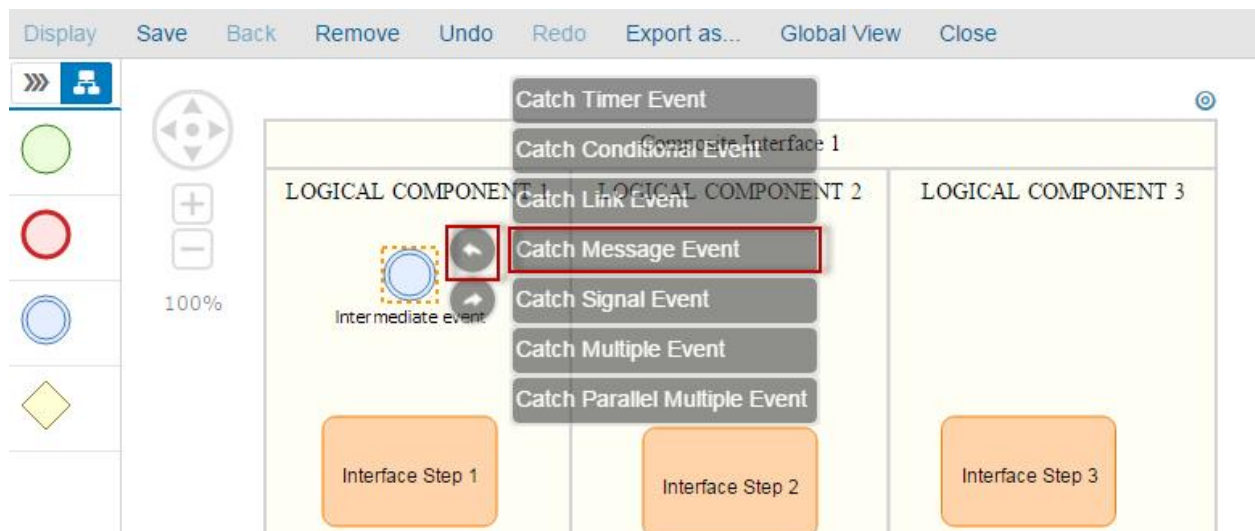 Display Save Back Remove Undo Redo Export as... Global View Close
Catch Timer Event
Composite Interface 1
Catch Conditional Event
LOGICAL COMPONENT 1 LOGICAL COMPONENT 2 LOGICAL COMPONENT 3
Catch Link Event
Catch Message Event
100%
Intermediate event
Catch Signal Event
Catch Multiple Event
Catch Parallel Multiple Event
Interface Step 1 Interface Step 2 Interface Step 3